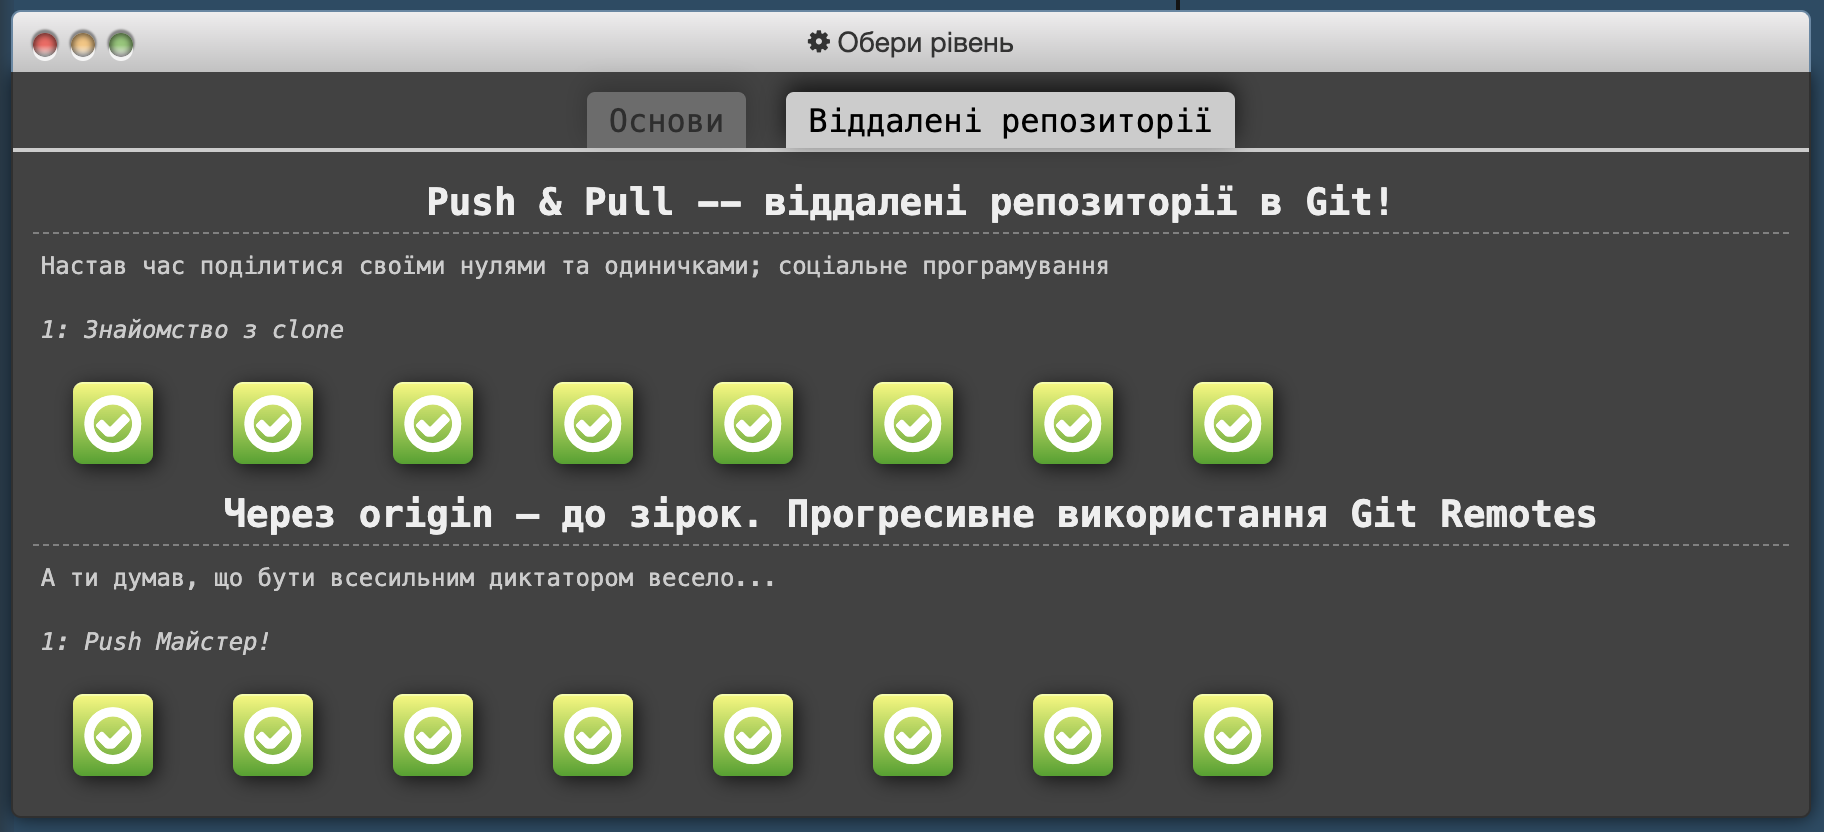 Обери рівень
Основи
Віддалені репозиторії
Push & Pull -- віддалені репозиторії в Git!
Настав час поділитися своїми нулями та одиничками; соціальне програмування
1: Знайомство з clone
Через origin – до зірок. Прогресивне використання Git Remotes
А ти думав, що бути всесильним диктатором весело...
1: Push Майстер!